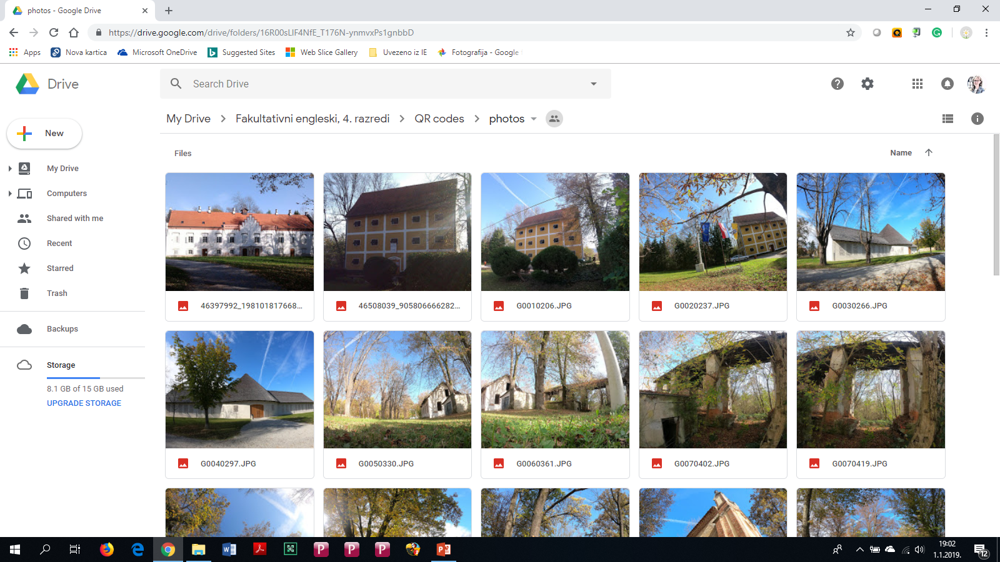 photos - Google Drive
https://drive.google.com/drive/folders/16R00sLlF4NfE_T176N-ynmvxPs1gnbbD
Apps
Nova kartica
Microsoft OneDrive
Suggested Sites
Web Slice Gallery
Uvezeno iz IE
Fotografija - Google
Drive
Search Drive
My Drive
Fakultativni engleski, 4. razredi
QR codes
photos
New
My Drive
Computers
Shared with me
Recent
Starred
Trash
Backups
Storage
8.1 GB of 15 GB used
UPGRADE STORAGE
Files
Name
46397992_198101817668...
46508039_905806666282...
G0010206.JPG
G0020237.JPG
G0030266.JPG
G0040297.JPG
G0050330.JPG
G0060361.JPG
G0070402.JPG
G0070419.JPG
19:02
1.1.2019.
12